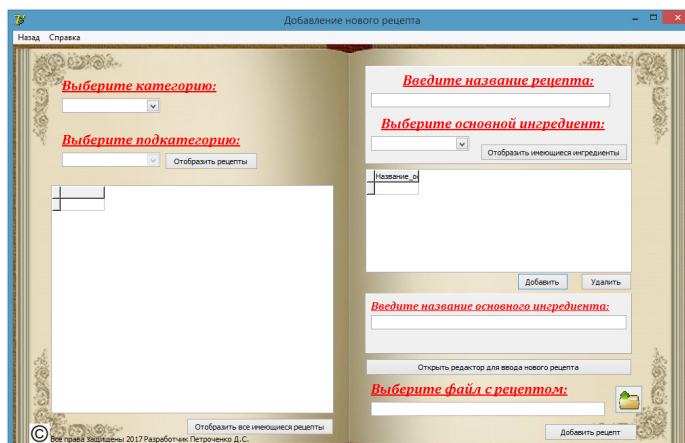 Добавление нового рецепта
Назад Справка
Выберите категорию:
Выберите подкатегорию:
Отобразить рецепты
Отобразить все имеющиеся рецепты
© Все права защищены 2017 Разработчик Петроченко Д.С.
Введите название рецепта:
Выберите основной ингредиент:
Отобразить имеющиеся ингредиенты
Название_о
Добавить Удалить
Введите название основного ингредиента:
Открыть редактор для ввода нового рецепта
Выберите файл с рецептом:
Добавить рецепт